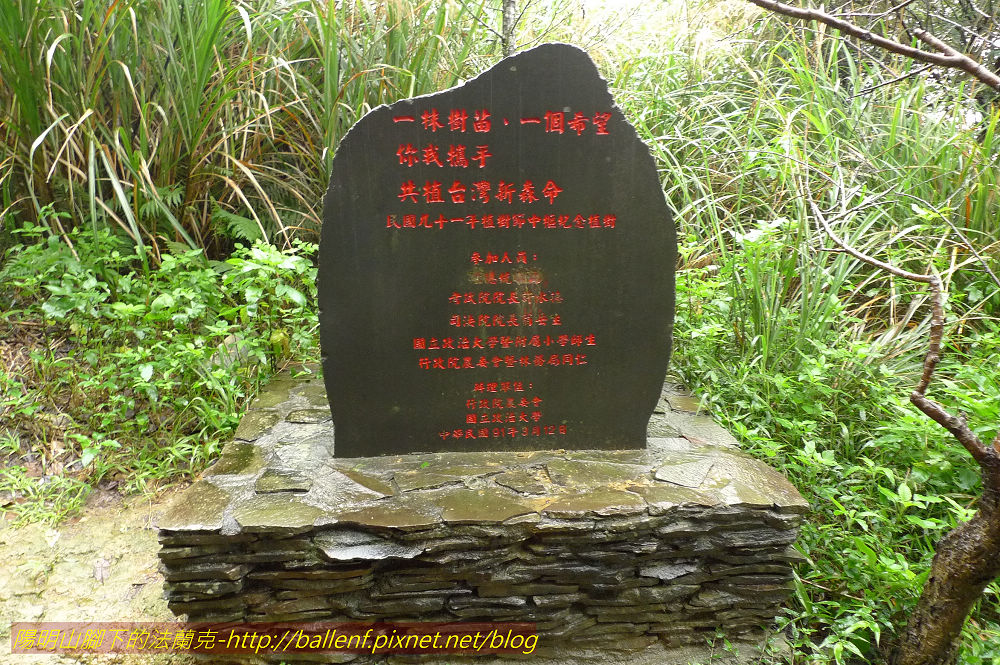 一株樹苗、一個希望
你我攜手
共植台灣新森命
民國九十一年植樹節中樞紀念植樹
參加人員：
總統
考試院院長許水德
司法院院長翁岳生
國立政治大學暨附屬小學師生
行政院農委會暨林務局同仁
捍造單位：
行政院農委會
國立政治大學
中華民國91年3月12日
陽明山腳下的法蘭克-http://ballenf.pixnet.net/blog